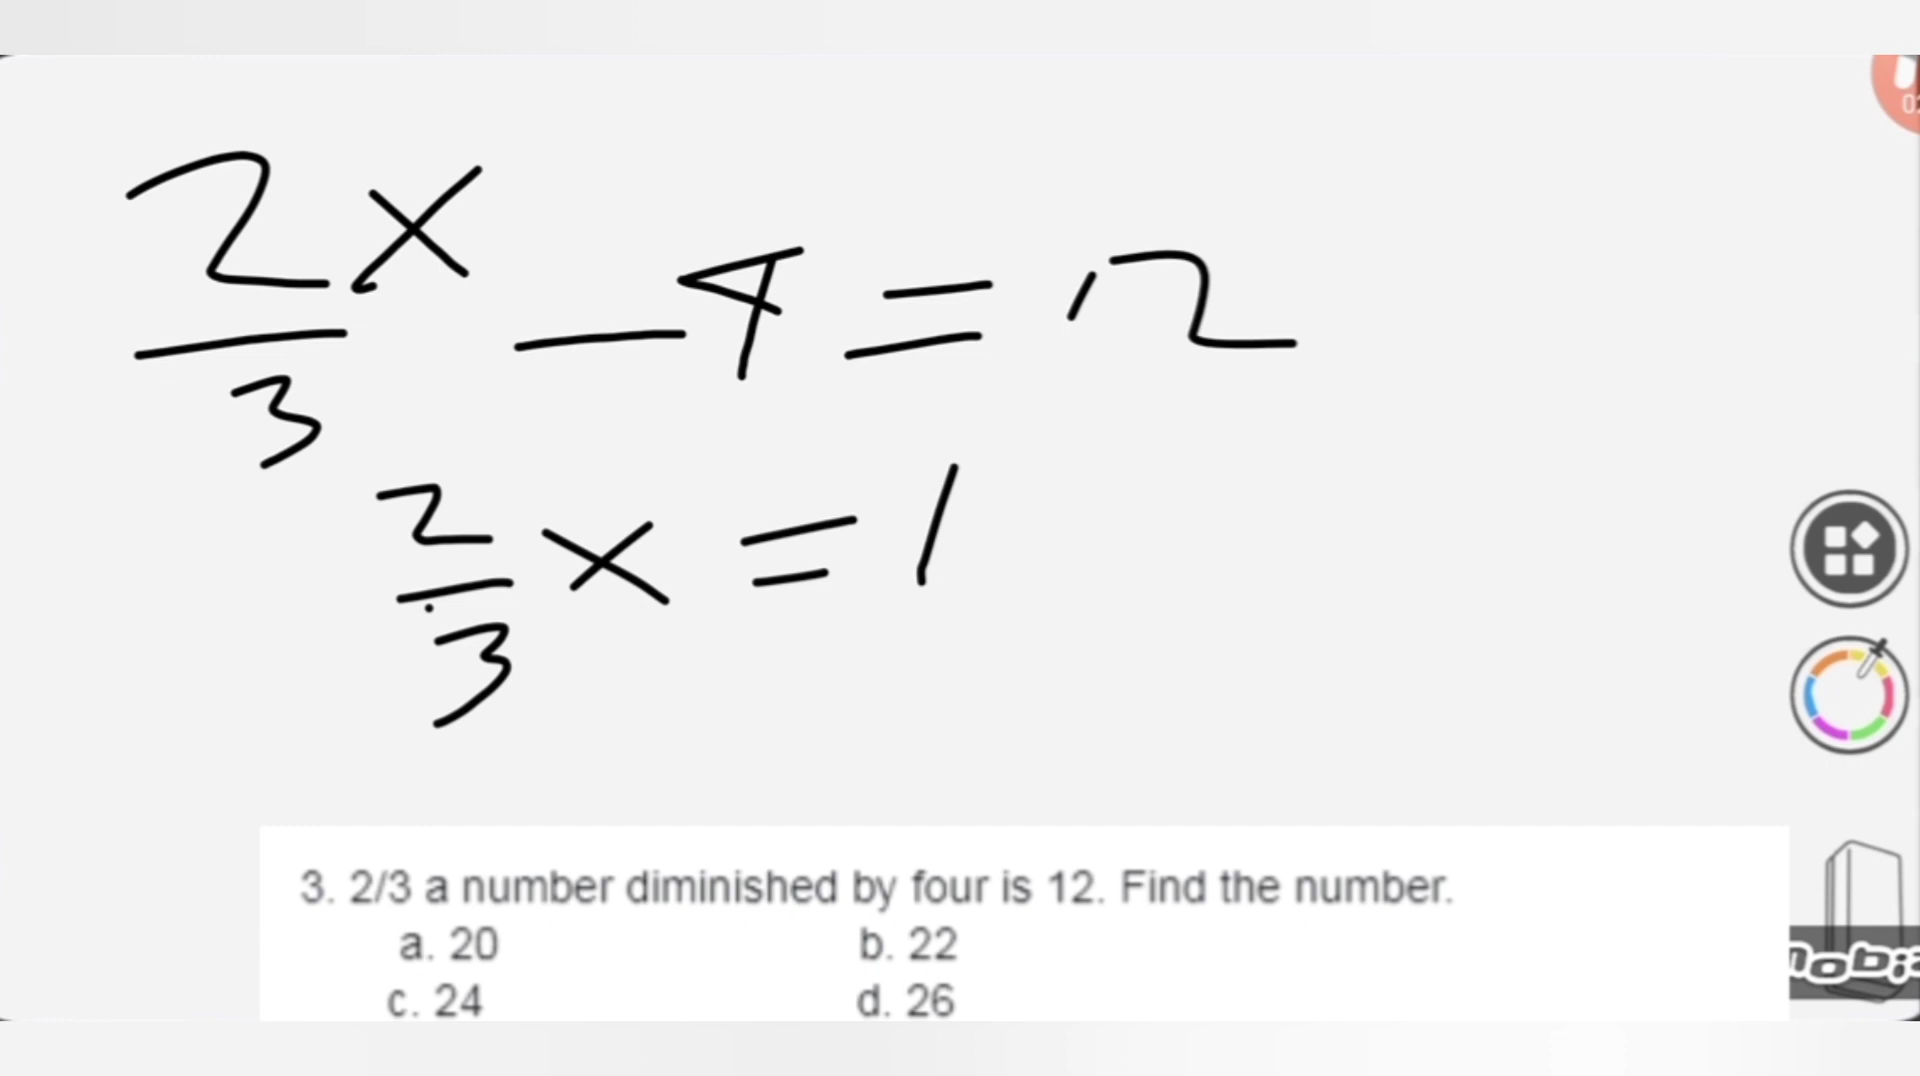 2x/3 - 4 = 12
2/3 x = 1
3. 2/3 a number diminished by four is 12. Find the number.
a. 20 b. 22
c. 24 d. 26